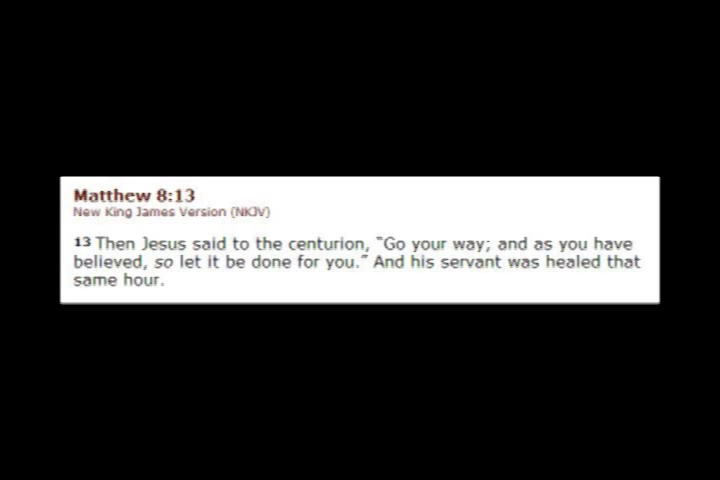 Matthew 8:13
New King James Version (NKJV)
13 Then Jesus said to the centurion, "Go your way; and as you have
believed, so let it be done for you." And his servant was healed that
same hour.